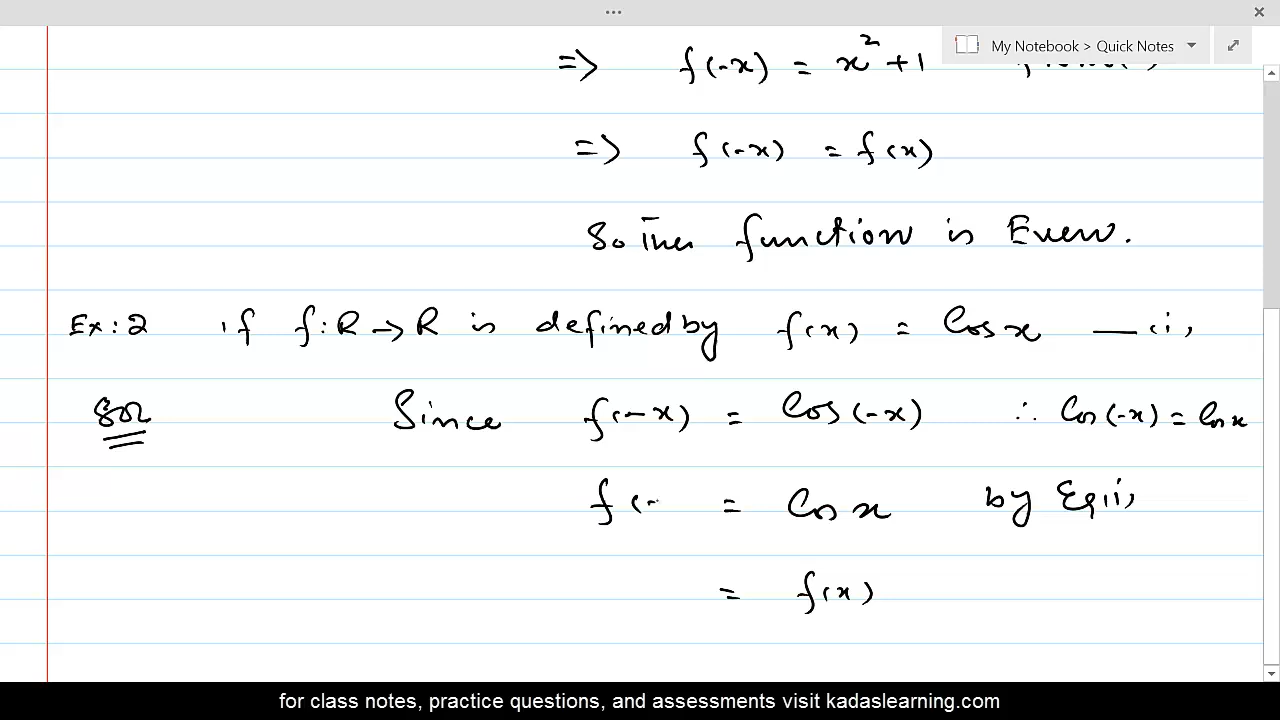 My Notebook > Quick Notes
=> f(-x) = x² + 1
=> f(-x) = f(x)
So the function is Even.
Ex: 2 if f: R → R is defined by f(x) = Cos x — (i)
Sol Since f(-x) = Cos(-x) ∴ Cos(-x) = Cos x
f(- = Cos x by Eq(i)
= f(x)
for class notes, practice questions, and assessments visit kadaslearning.com